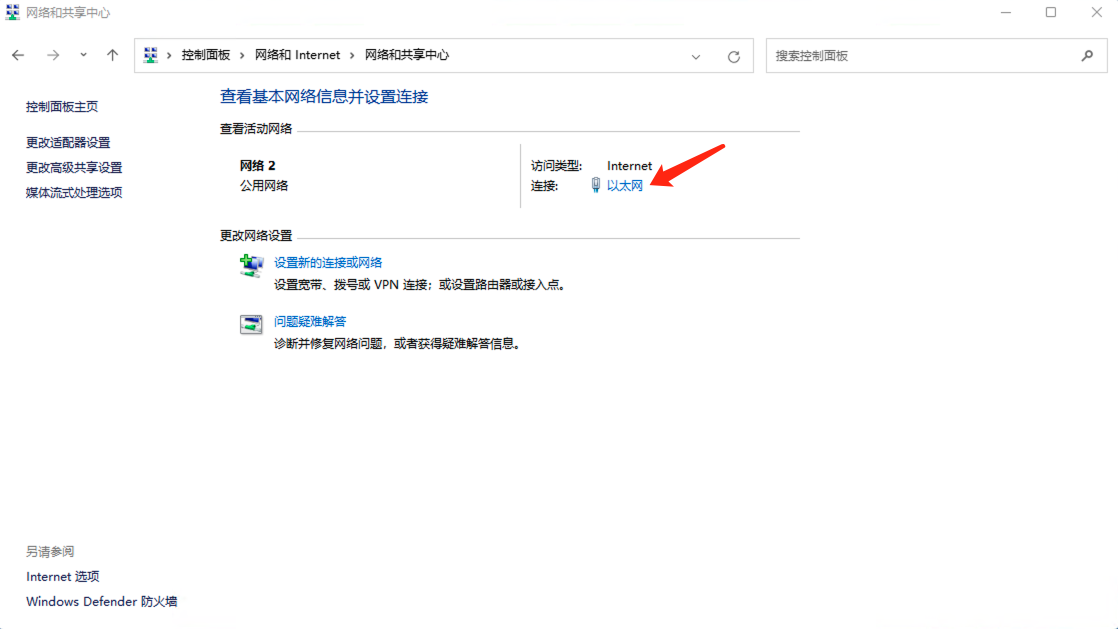 网络和共享中心
控制面板 › 网络和 Internet › 网络和共享中心
搜索控制面板
控制面板主页
更改适配器设置
更改高级共享设置
媒体流式处理选项
查看基本网络信息并设置连接
查看活动网络
网络 2
公用网络
访问类型: Internet
连接: 以太网
更改网络设置
设置新的连接或网络
设置宽带、拨号或 VPN 连接；或设置路由器或接入点。
问题疑难解答
诊断并修复网络问题，或者获得疑难解答信息。
另请参阅
Internet 选项
Windows Defender 防火墙